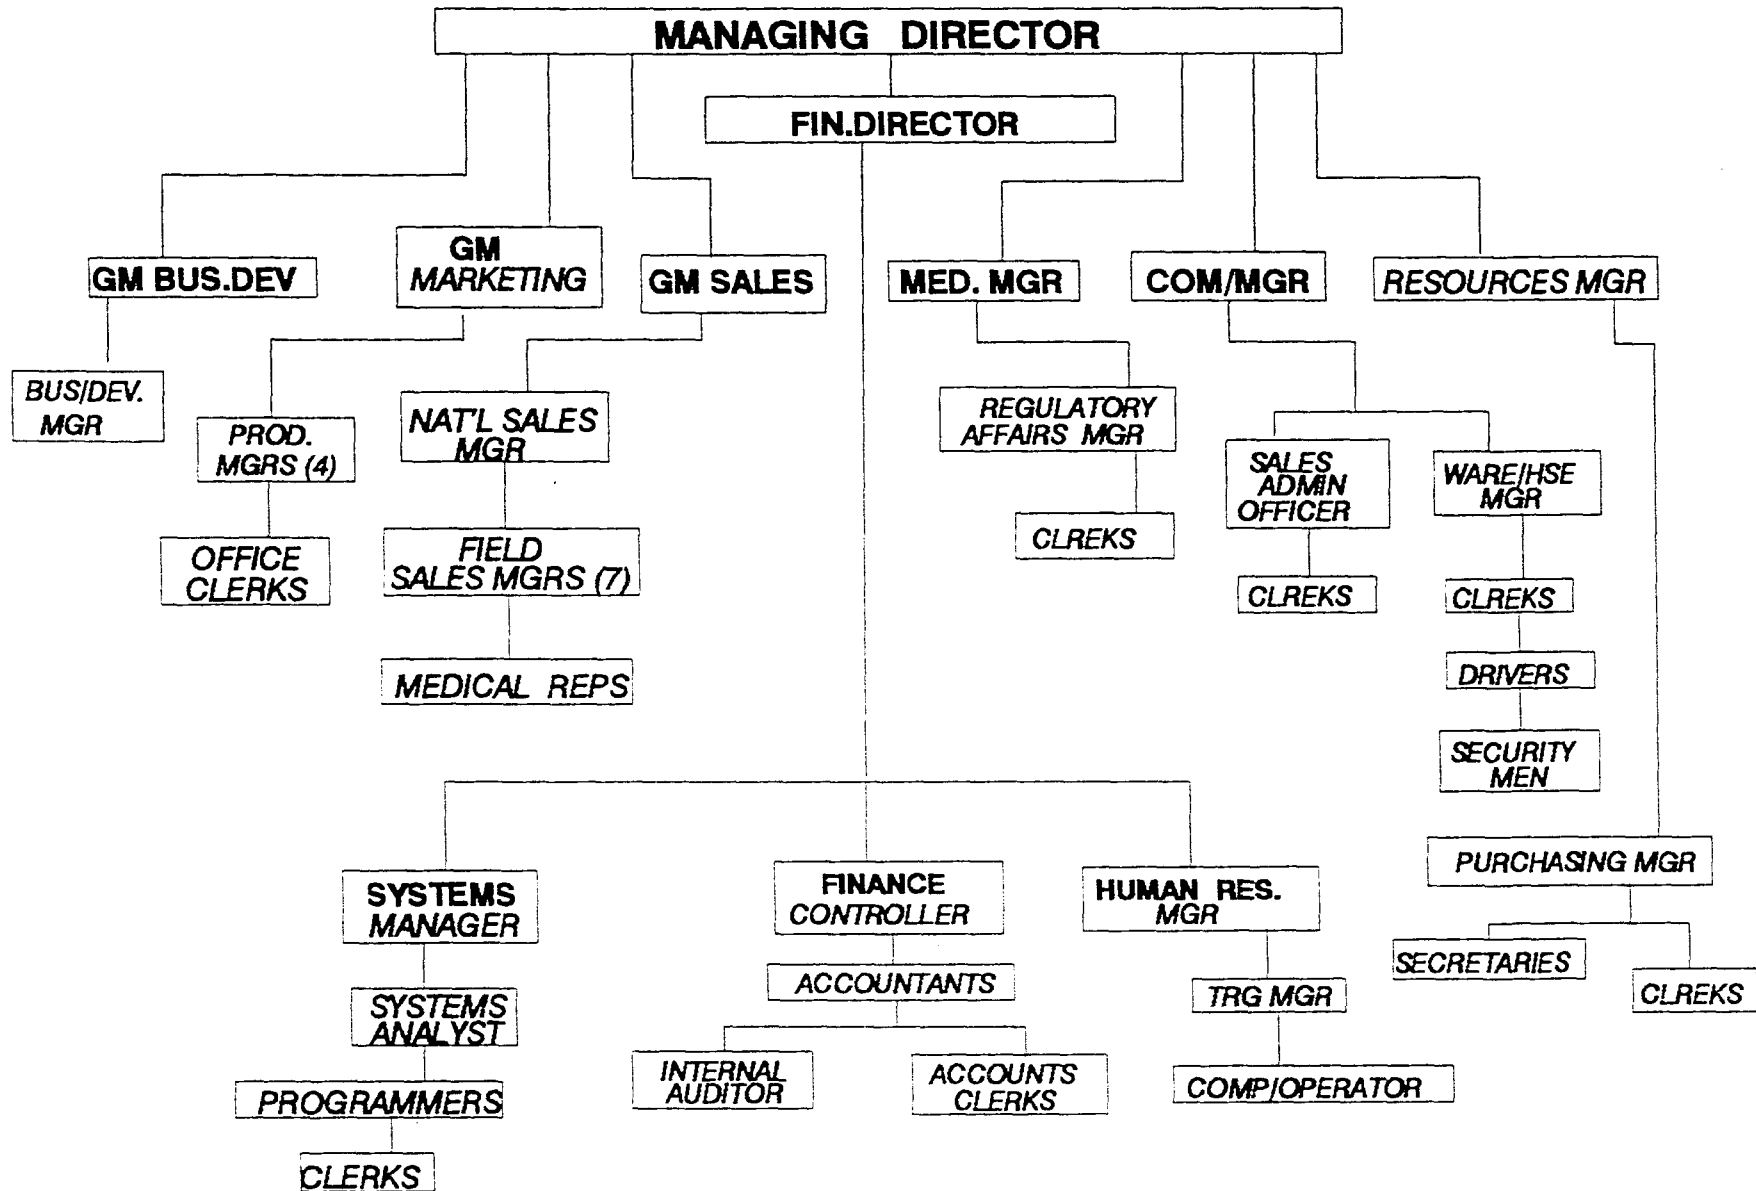 MANAGING DIRECTOR
FIN.DIRECTOR
GM BUS.DEV
GM
MARKETING
GM SALES
MED. MGR
COM/MGR
RESOURCES MGR
BUS/DEV.
MGR
PROD.
MGRS (4)
OFFICE
CLERKS
NAT'L SALES
MGR
FIELD
SALES MGRS (7)
MEDICAL REPS
REGULATORY
AFFAIRS MGR
CLREKS
SALES
ADMIN
OFFICER
CLREKS
WARE/HSE
MGR
CLREKS
DRIVERS
SECURITY
MEN
PURCHASING MGR
SECRETARIES
CLREKS
SYSTEMS
MANAGER
SYSTEMS
ANALYST
PROGRAMMERS
CLERKS
FINANCE
CONTROLLER
ACCOUNTANTS
INTERNAL
AUDITOR
ACCOUNTS
CLERKS
HUMAN RES.
MGR
TRG MGR
COMP/OPERATOR